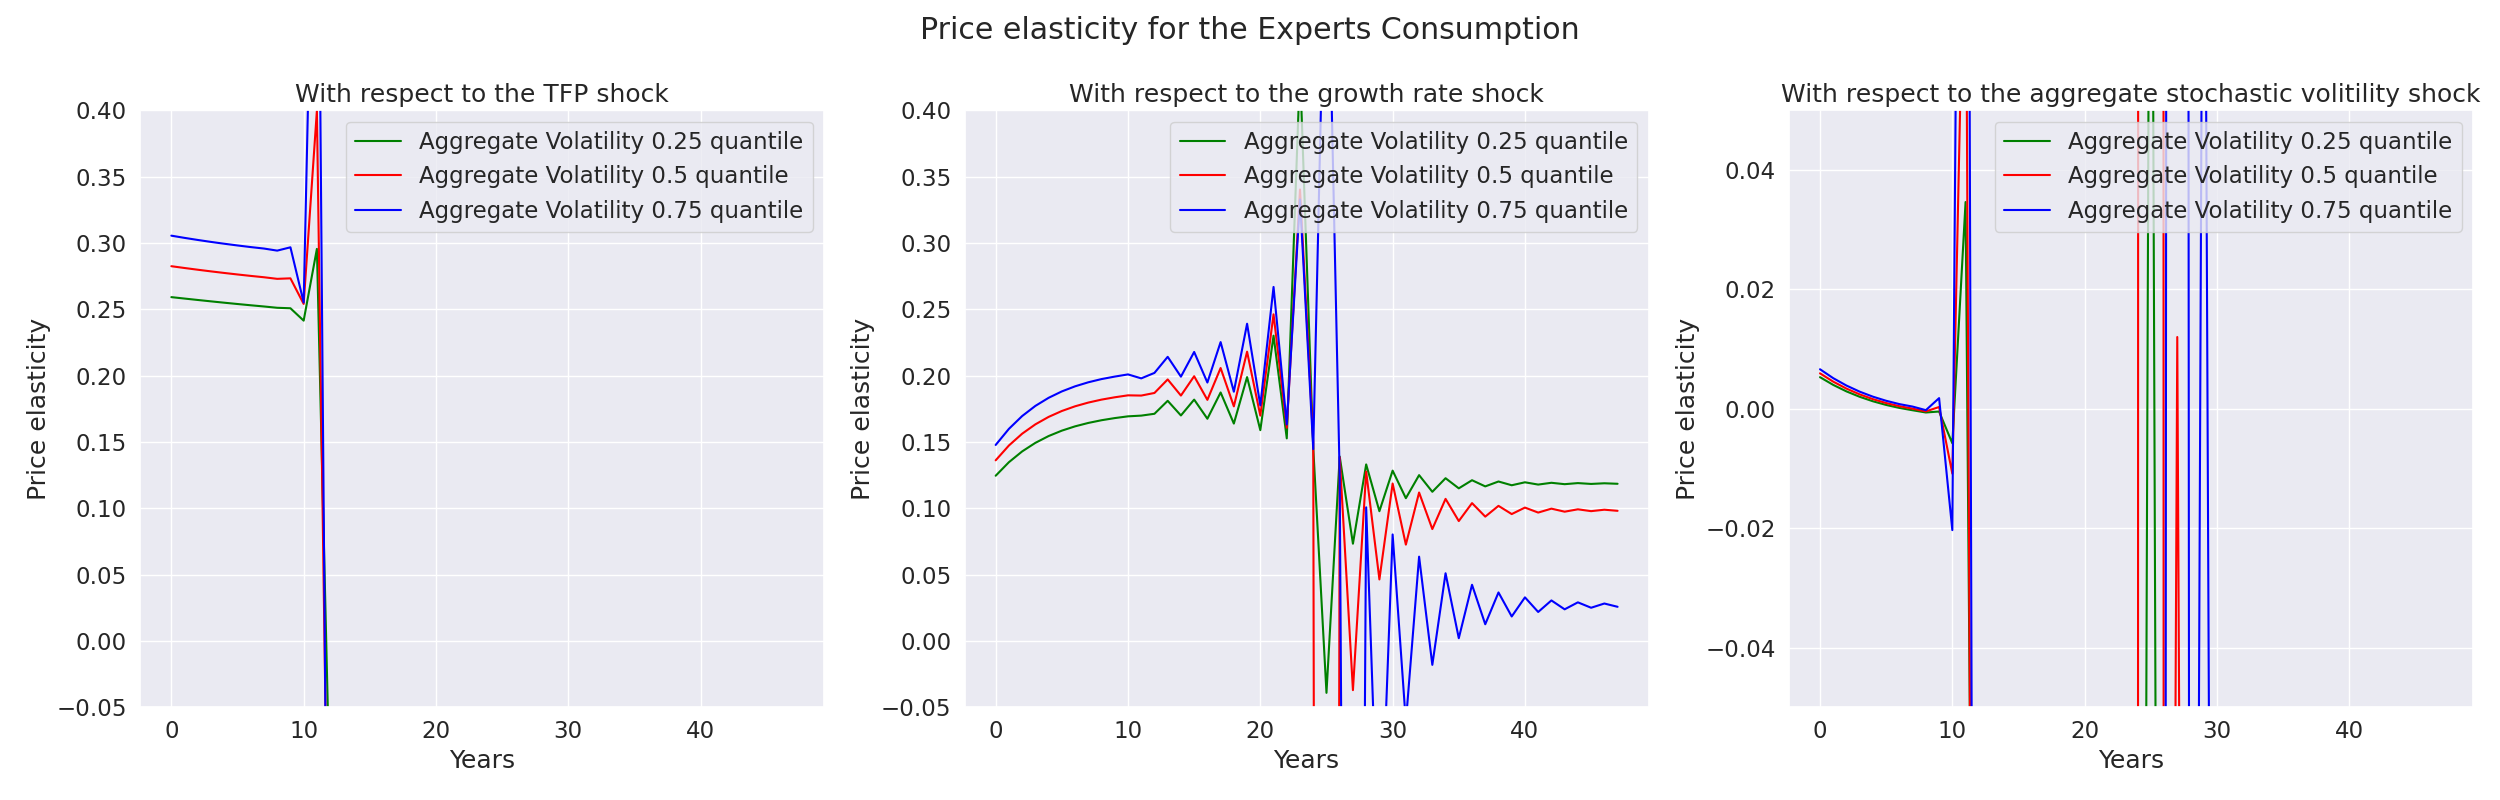 Price elasticity for the Experts Consumption
With respect to the TFP shock
0.40
0.35
0.30
0.25
0.20
0.15
0.10
0.05
0.00
−0.05
Price elasticity
Aggregate Volatility 0.25 quantile
Aggregate Volatility 0.5 quantile
Aggregate Volatility 0.75 quantile
0 10 20 30 40
Years
With respect to the growth rate shock
0.40
0.35
0.30
0.25
0.20
0.15
0.10
0.05
0.00
−0.05
Price elasticity
Aggregate Volatility 0.25 quantile
Aggregate Volatility 0.5 quantile
Aggregate Volatility 0.75 quantile
0 10 20 30 40
Years
With respect to the aggregate stochastic volitility shock
0.04
0.02
0.00
−0.02
−0.04
Price elasticity
Aggregate Volatility 0.25 quantile
Aggregate Volatility 0.5 quantile
Aggregate Volatility 0.75 quantile
0 10 20 30 40
Years